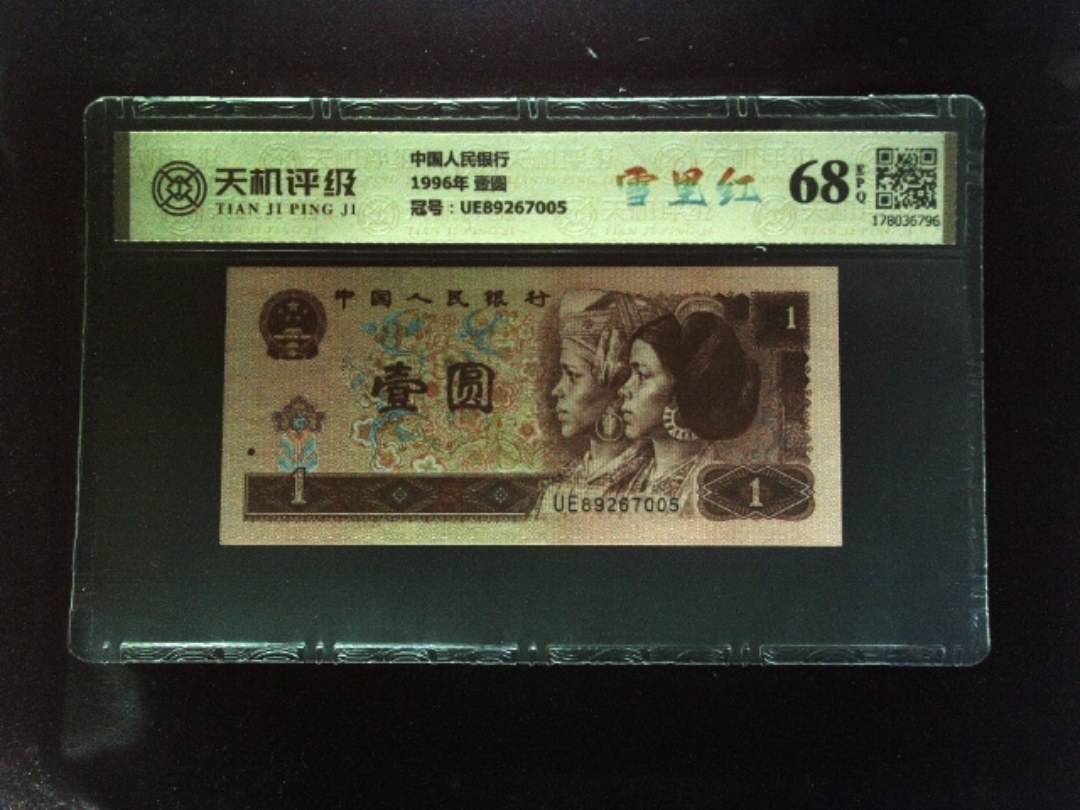 天机评级
TIAN JI PING JI
中国人民银行
1996年 壹圆
冠号：UE89267005
雪里红
68
EPQ
178036796
中国人民银行
1
壹圆
1
UE89267005
1